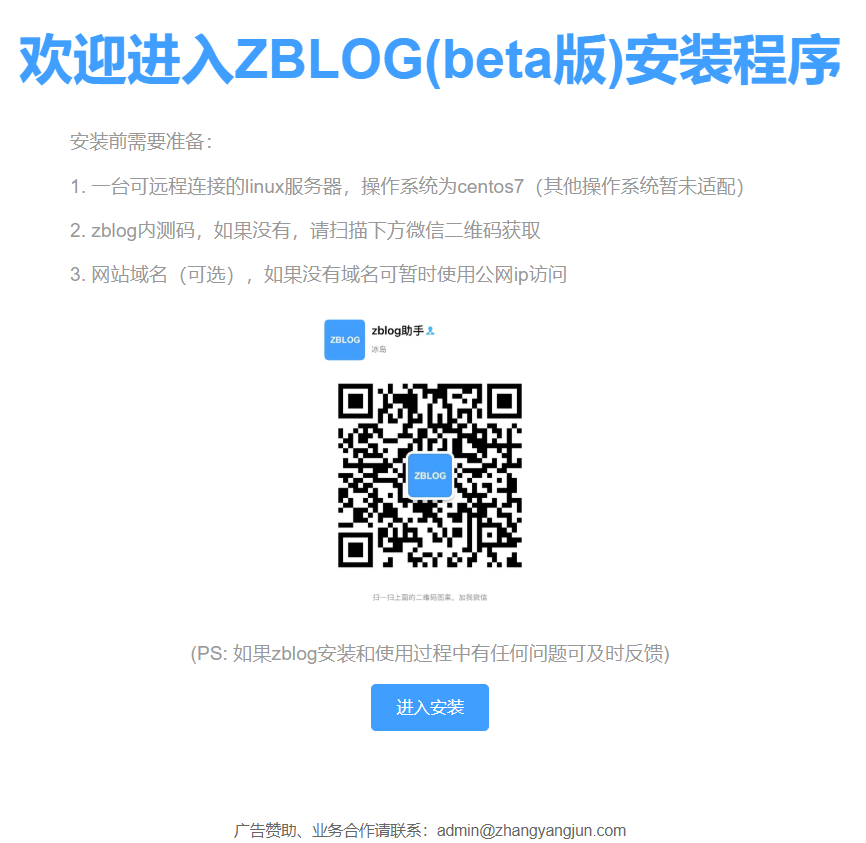 欢迎进入ZBLOG(beta版)安装程序
安装前需要准备：
1. 一台可远程连接的linux服务器，操作系统为centos7（其他操作系统暂未适配）
2. zblog内测码，如果没有，请扫描下方微信二维码获取
3. 网站域名（可选），如果没有域名可暂时使用公网ip访问
ZBLOG
zblog助手
冰岛
ZBLOG
扫一扫上面的二维码图案，加我微信
(PS: 如果zblog安装和使用过程中有任何问题可及时反馈)
进入安装
广告赞助、业务合作请联系：admin@zhangyangjun.com